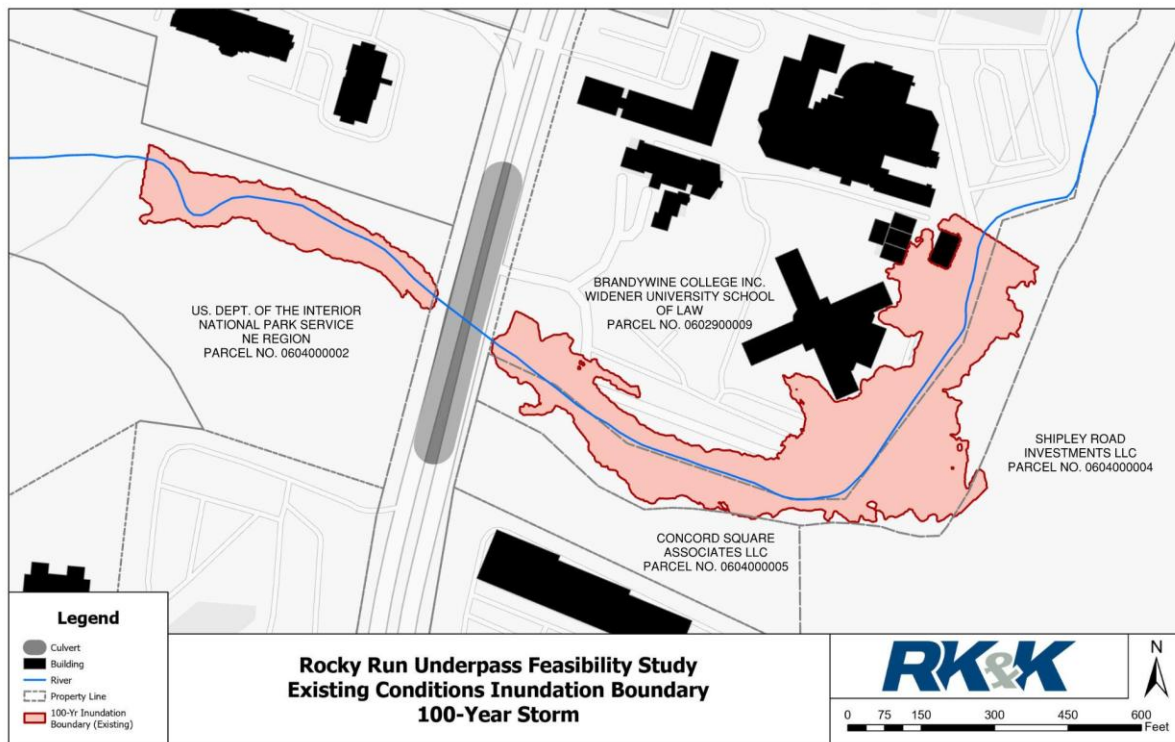 US. DEPT. OF THE INTERIOR
NATIONAL PARK SERVICE
NE REGION
PARCEL NO. 0604000002
BRANDYWINE COLLEGE INC.
WIDENER UNIVERSITY SCHOOL
OF LAW
PARCEL NO. 0602900009
SHIPLEY ROAD
INVESTMENTS LLC
PARCEL NO. 0604000004
CONCORD SQUARE
ASSOCIATES LLC
PARCEL NO. 0604000005
Legend
Culvert
Building
River
Property Line
100-Yr Inundation
Boundary (Existing)
Rocky Run Underpass Feasibility Study
Existing Conditions Inundation Boundary
100-Year Storm
RK&K
N
0 75 150 300 450 600
Feet